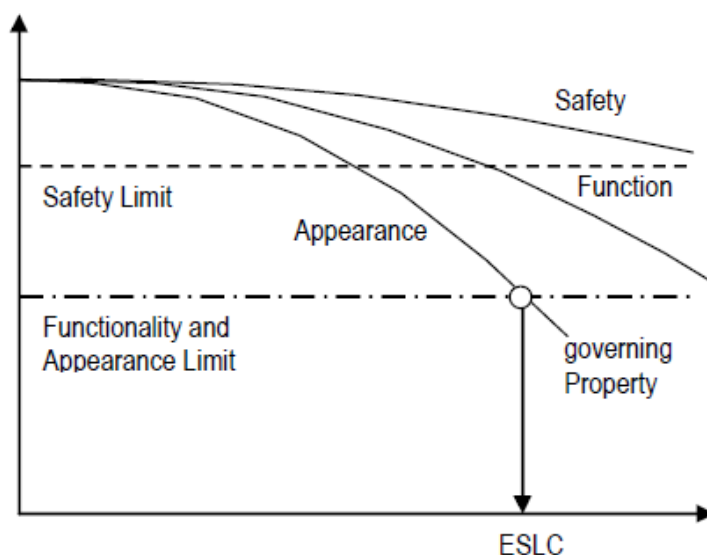 Safety
Safety Limit
Function
Appearance
Functionality and
Appearance Limit
governing
Property
ESLC